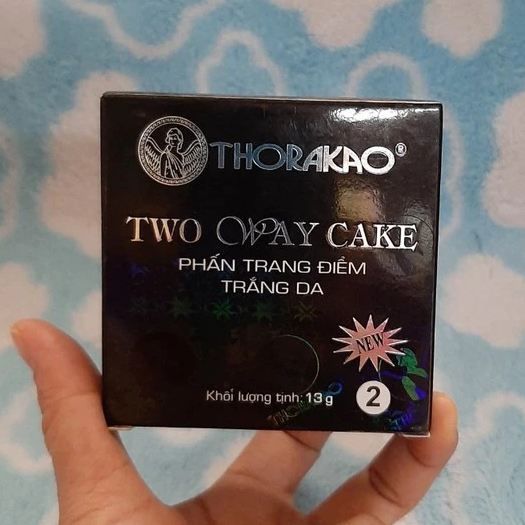 THORAKAO®
TWO WAY CAKE
PHẤN TRANG ĐIỂM
TRẮNG DA
NEW
Khối lượng tịnh: 13 g
2